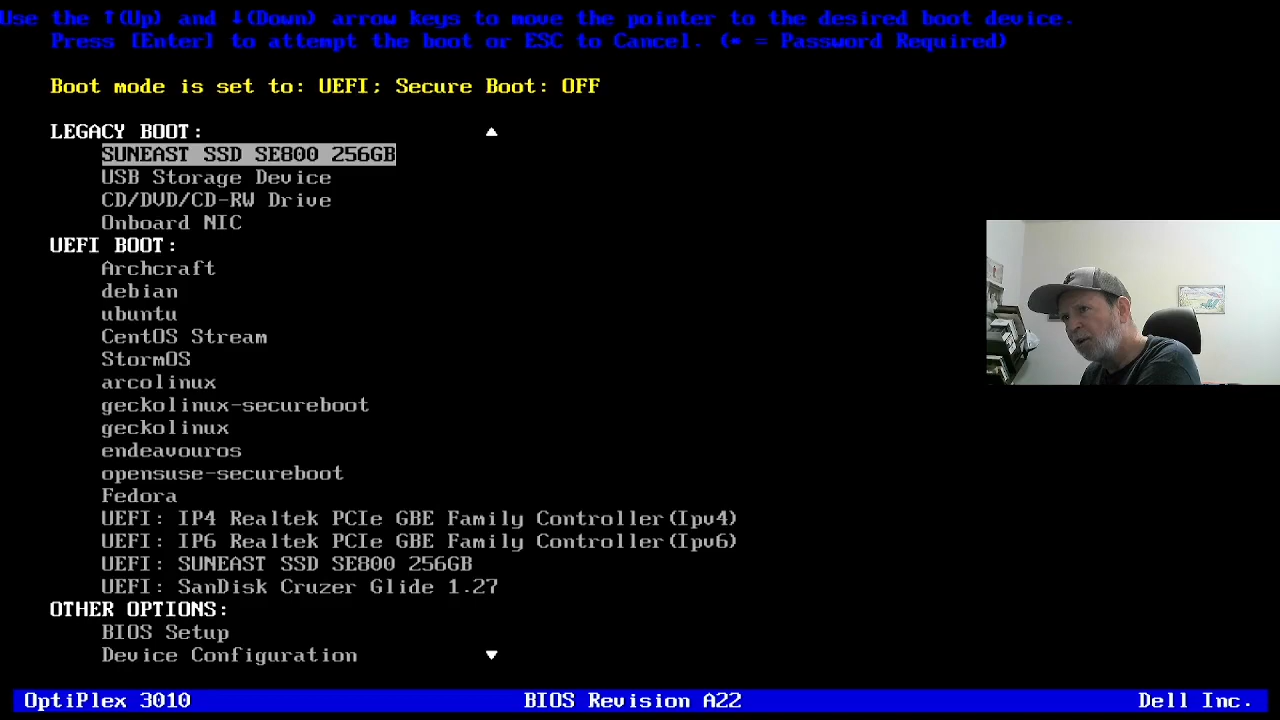 Use the ↑(Up) and ↓(Down) arrow keys to move the pointer to the desired boot device.
Press [Enter] to attempt the boot or ESC to Cancel. (* = Password Required)
Boot mode is set to: UEFI; Secure Boot: OFF
LEGACY BOOT:
SUNEAST SSD SE800 256GB
USB Storage Device
CD/DVD/CD-RW Drive
Onboard NIC
UEFI BOOT:
Archcraft
debian
ubuntu
CentOS Stream
StormOS
arcolinux
geckolinux-secureboot
geckolinux
endeavouros
opensuse-secureboot
Fedora
UEFI: IP4 Realtek PCIe GBE Family Controller(Ipv4)
UEFI: IP6 Realtek PCIe GBE Family Controller(Ipv6)
UEFI: SUNEAST SSD SE800 256GB
UEFI: SanDisk Cruzer Glide 1.27
OTHER OPTIONS:
BIOS Setup
Device Configuration
OptiPlex 3010 BIOS Revision A22 Dell Inc.